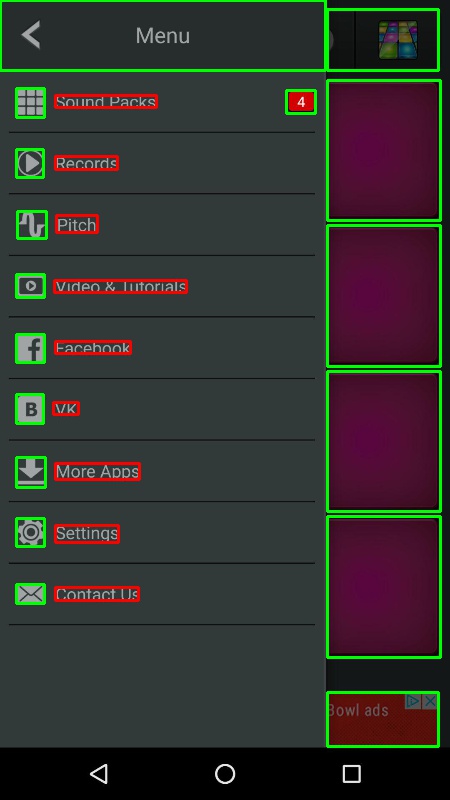 Menu
Sound Packs
4
Records
Pitch
Video & Tutorials
Facebook
B
VK
More Apps
Settings
Contact Us
Bowl ads